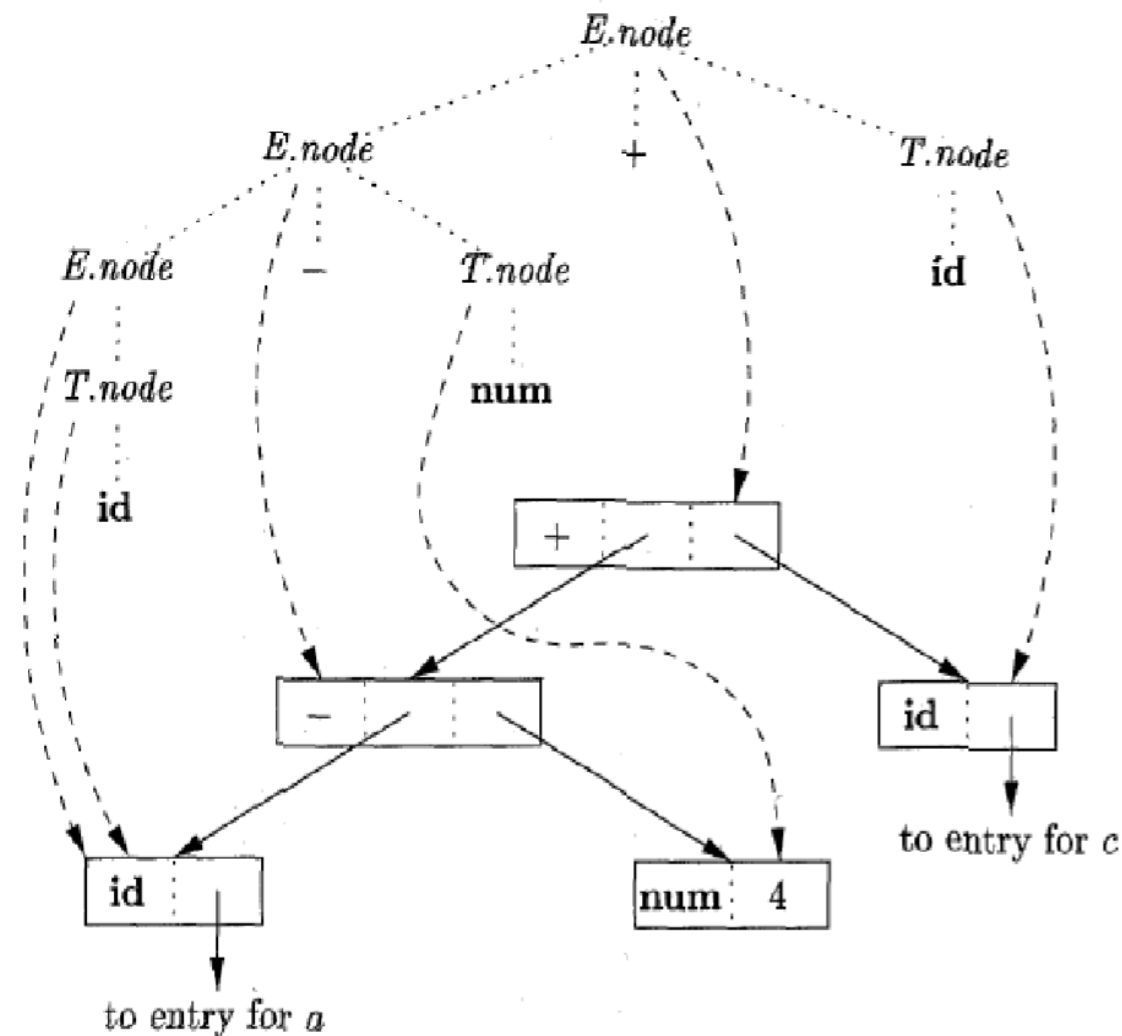 E.node
E.node + T.node
E.node − T.node id
T.node num
id
+
− id
to entry for c
id num 4
to entry for a